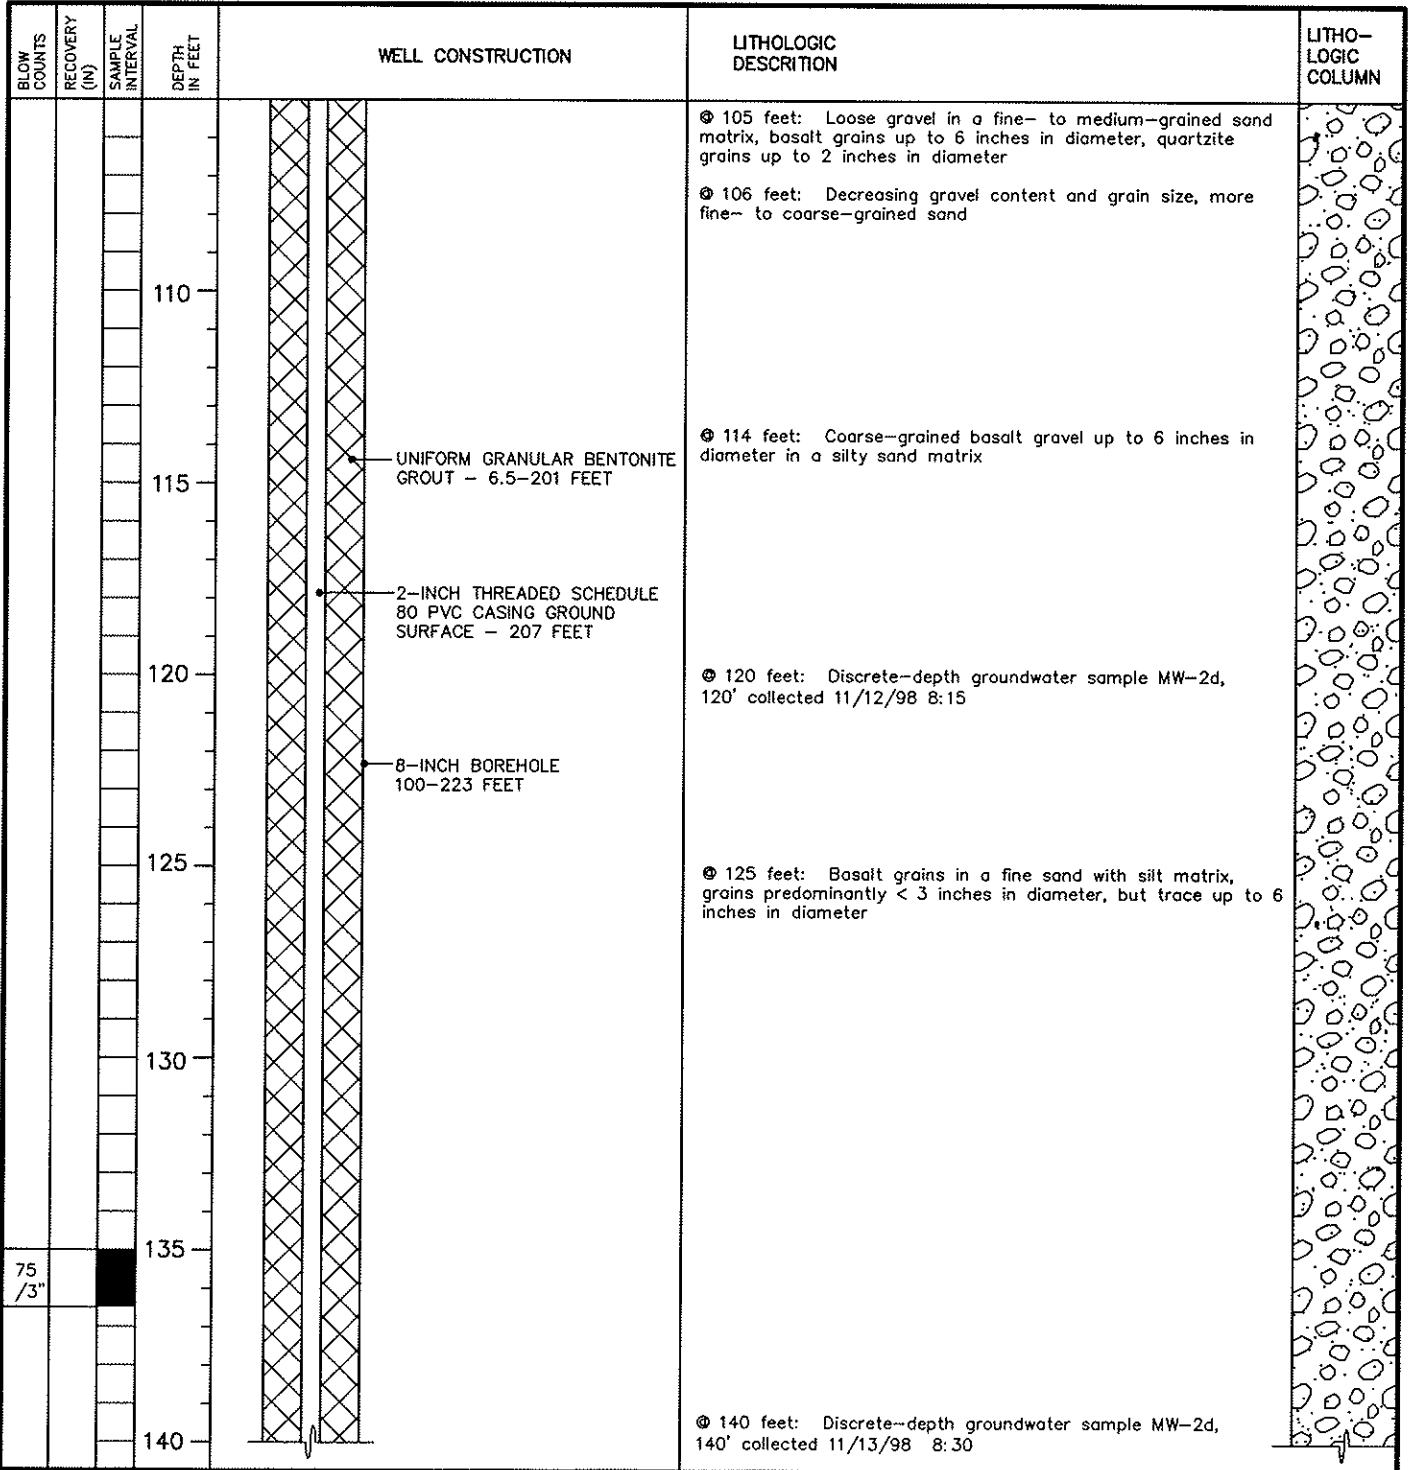 BLOW
COUNTS
RECOVERY
(IN)
SAMPLE
INTERVAL
DEPTH
IN FEET
WELL CONSTRUCTION
LITHOLOGIC
DESCRITION
LITHO-
LOGIC
COLUMN
@ 105 feet: Loose gravel in a fine- to medium-grained sand
matrix, basalt grains up to 6 inches in diameter, quartzite
grains up to 2 inches in diameter
@ 106 feet: Decreasing gravel content and grain size, more
fine- to coarse-grained sand
110
@ 114 feet: Coarse-grained basalt gravel up to 6 inches in
diameter in a silty sand matrix
UNIFORM GRANULAR BENTONITE
GROUT - 6.5-201 FEET
115
2-INCH THREADED SCHEDULE
80 PVC CASING GROUND
SURFACE - 207 FEET
120
@ 120 feet: Discrete-depth groundwater sample MW-2d,
120' collected 11/12/98 8:15
8-INCH BOREHOLE
100-223 FEET
125
@ 125 feet: Basalt grains in a fine sand with silt matrix,
grains predominantly < 3 inches in diameter, but trace up to 6
inches in diameter
130
135
75
/3"
@ 140 feet: Discrete-depth groundwater sample MW-2d,
140' collected 11/13/98 8:30
140